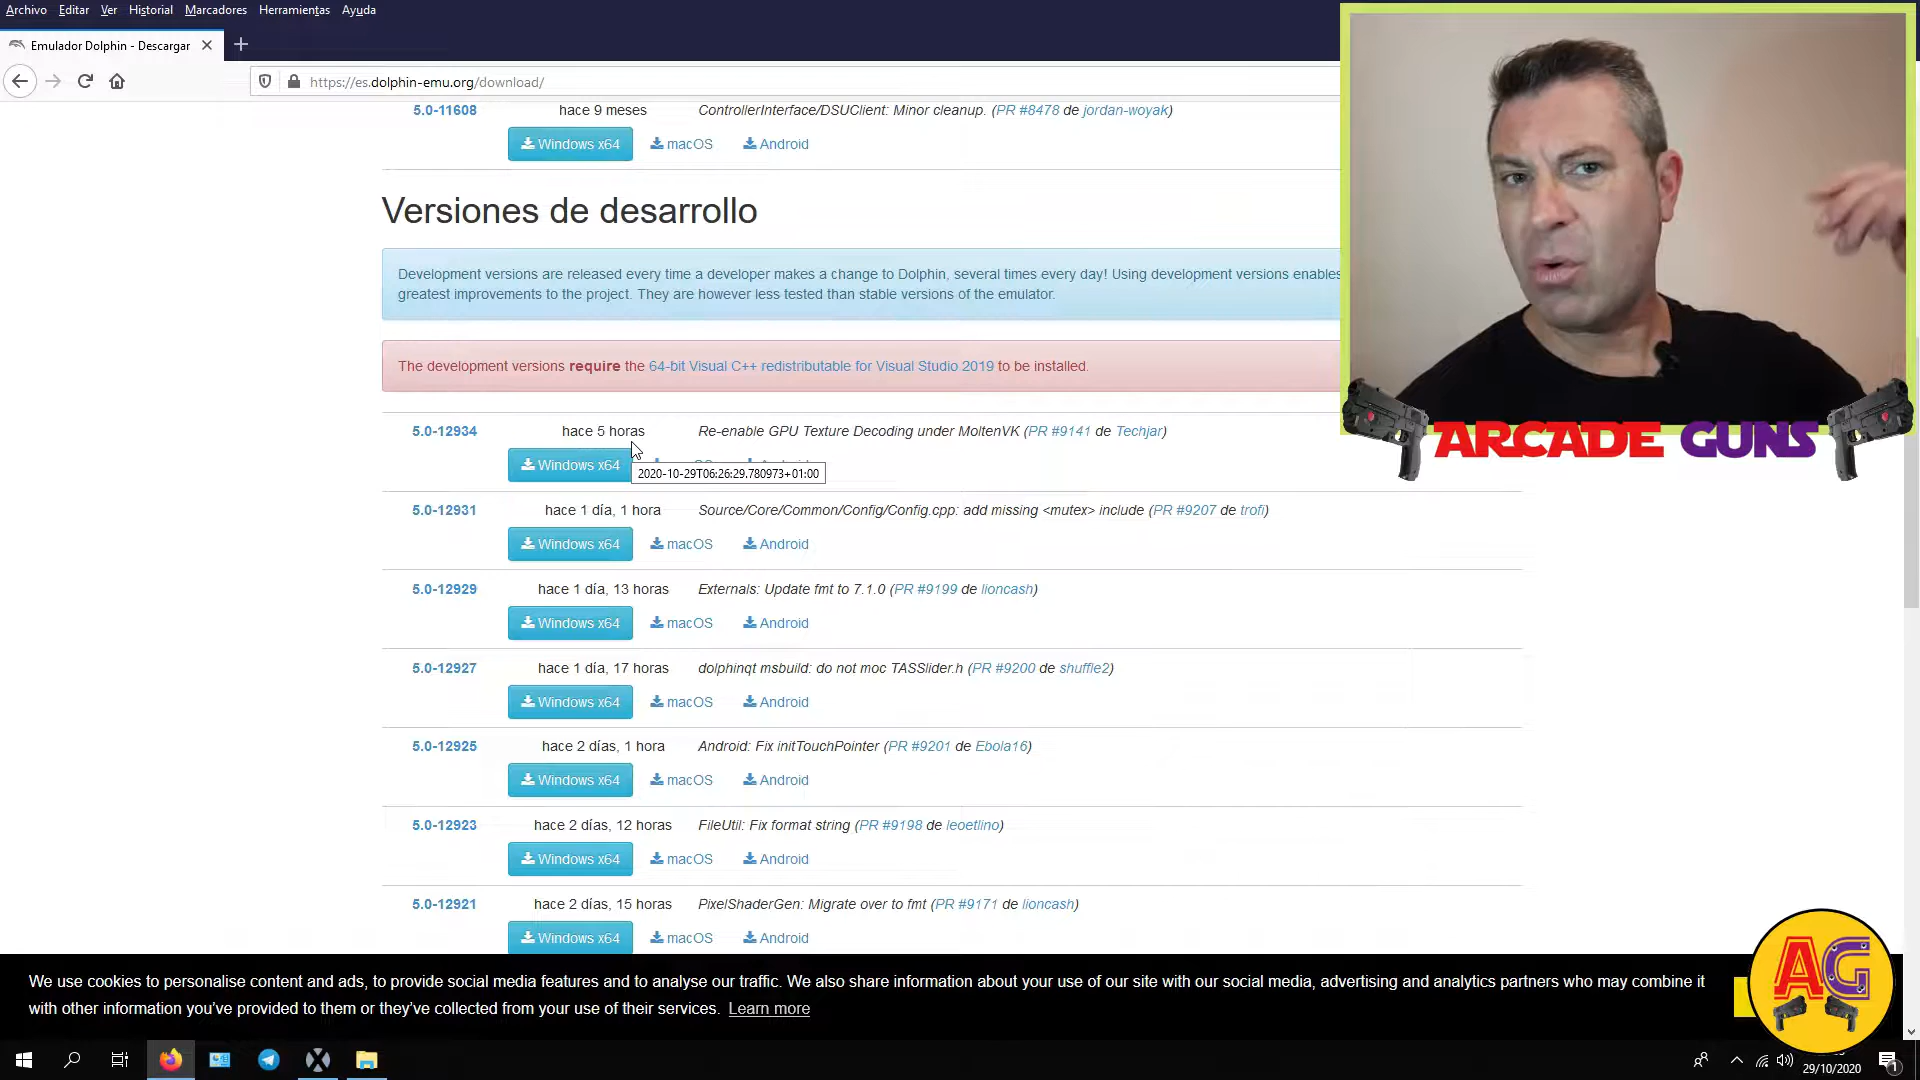 Archivo Editar Ver Historial Marcadores Herramientas Ayuda
Emulador Dolphin - Descargar
https://es.dolphin-emu.org/download/
5.0-11608 hace 9 meses ControllerInterface/DSUClient: Minor cleanup. (PR #8478 de jordan-woyak)
Windows x64 macOS Android
Versiones de desarrollo
Development versions are released every time a developer makes a change to Dolphin, several times every day! Using development versions enables
greatest improvements to the project. They are however less tested than stable versions of the emulator.
The development versions require the 64-bit Visual C++ redistributable for Visual Studio 2019 to be installed.
5.0-12934 hace 5 horas Re-enable GPU Texture Decoding under MoltenVK (PR #9141 de Techjar)
Windows x64
2020-10-29T06:26:29.780973+01:00
5.0-12931 hace 1 día, 1 hora Source/Core/Common/Config/Config.cpp: add missing <mutex> include (PR #9207 de trofi)
Windows x64 macOS Android
5.0-12929 hace 1 día, 13 horas Externals: Update fmt to 7.1.0 (PR #9199 de lioncash)
Windows x64 macOS Android
5.0-12927 hace 1 día, 17 horas dolphinqt msbuild: do not moc TASSlider.h (PR #9200 de shuffle2)
Windows x64 macOS Android
5.0-12925 hace 2 días, 1 hora Android: Fix initTouchPointer (PR #9201 de Ebola16)
Windows x64 macOS Android
5.0-12923 hace 2 días, 12 horas FileUtil: Fix format string (PR #9198 de leoetlino)
Windows x64 macOS Android
5.0-12921 hace 2 días, 15 horas PixelShaderGen: Migrate over to fmt (PR #9171 de lioncash)
Windows x64 macOS Android
We use cookies to personalise content and ads, to provide social media features and to analyse our traffic. We also share information about your use of our site with our social media, advertising and analytics partners who may combine it
with other information you've provided to them or they've collected from your use of their services. Learn more
ARCADE GUNS
AG
29/10/2020
1